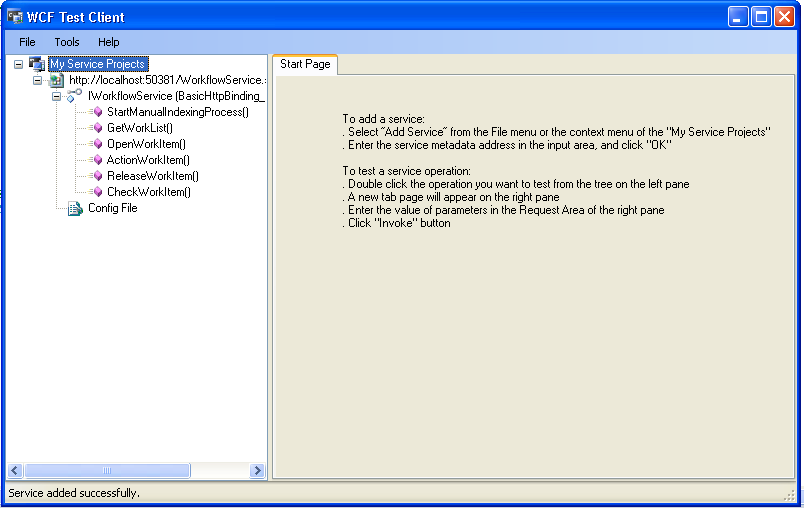 WCF Test Client
File Tools Help
My Service Projects
http://localhost:50381/WorkflowService.s
IWorkflowService (BasicHttpBinding_
StartManualIndexingProcess()
GetWorkList()
OpenWorkItem()
ActionWorkItem()
ReleaseWorkItem()
CheckWorkItem()
Config File
Start Page
To add a service:
. Select "Add Service" from the File menu or the context menu of the "My Service Projects"
. Enter the service metadata address in the input area, and click "OK"
To test a service operation:
. Double click the operation you want to test from the tree on the left pane
. A new tab page will appear on the right pane
. Enter the value of parameters in the Request Area of the right pane
. Click "Invoke" button
Service added successfully.